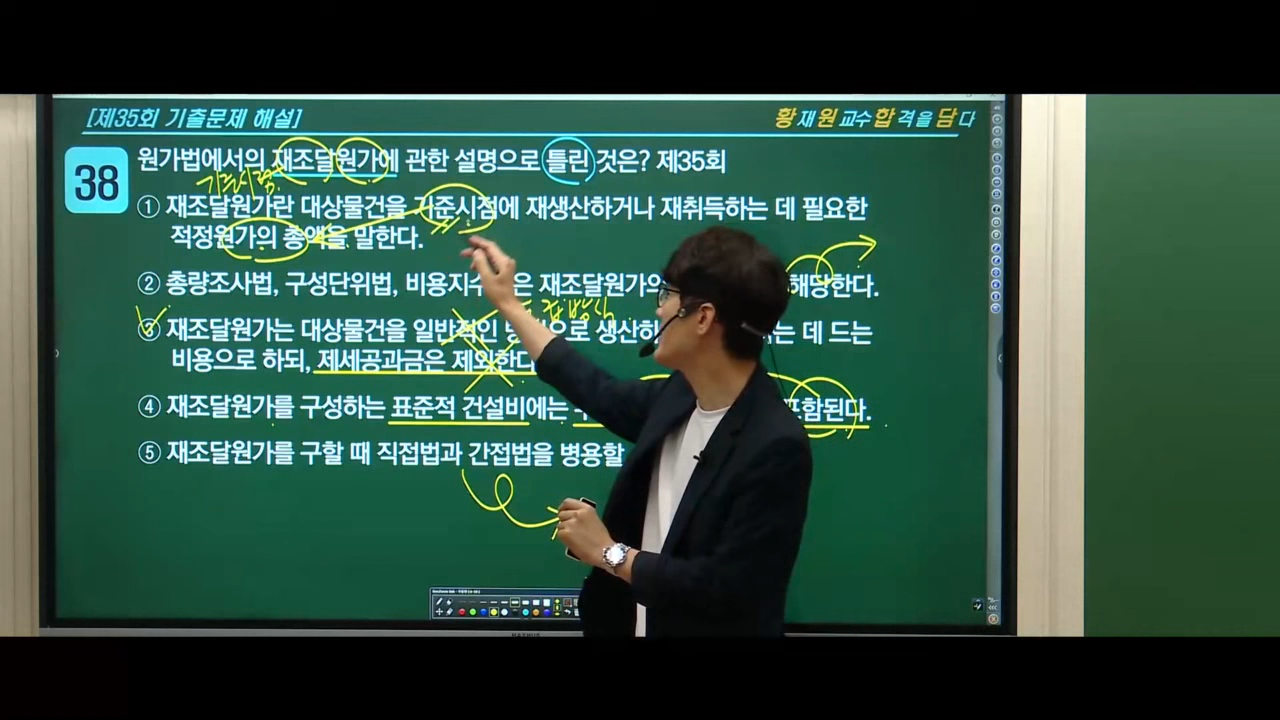 [제35회 기출문제 해설]
황재원 교수 합격을 담다
38 원가법에서의 재조달원가에 관한 설명으로 틀린 것은? 제35회
기준시점
① 재조달원가란 대상물건을 기준시점에 재생산하거나 재취득하는 데 필요한
적정원가의 총액을 말한다.
② 총량조사법, 구성단위법, 비용지수 은 재조달원가의 해당한다.
③ 재조달원가는 대상물건을 일반적인 방법으로 생산하 는 데 드는
비용으로 하되, 제세공과금은 제외한다
④ 재조달원가를 구성하는 표준적 건설비에는 포함된다.
⑤ 재조달원가를 구할 때 직접법과 간접법을 병용할